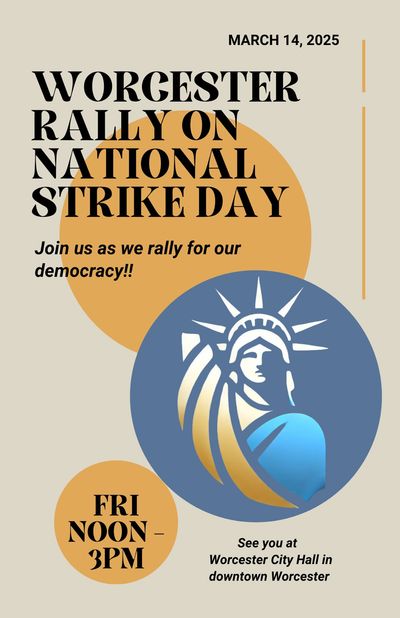 MARCH 14, 2025
WORCESTER
RALLY ON
NATIONAL
STRIKE DAY
Join us as we rally for our
democracy!!
FRI
NOON –
3PM
See you at
Worcester City Hall in
downtown Worcester